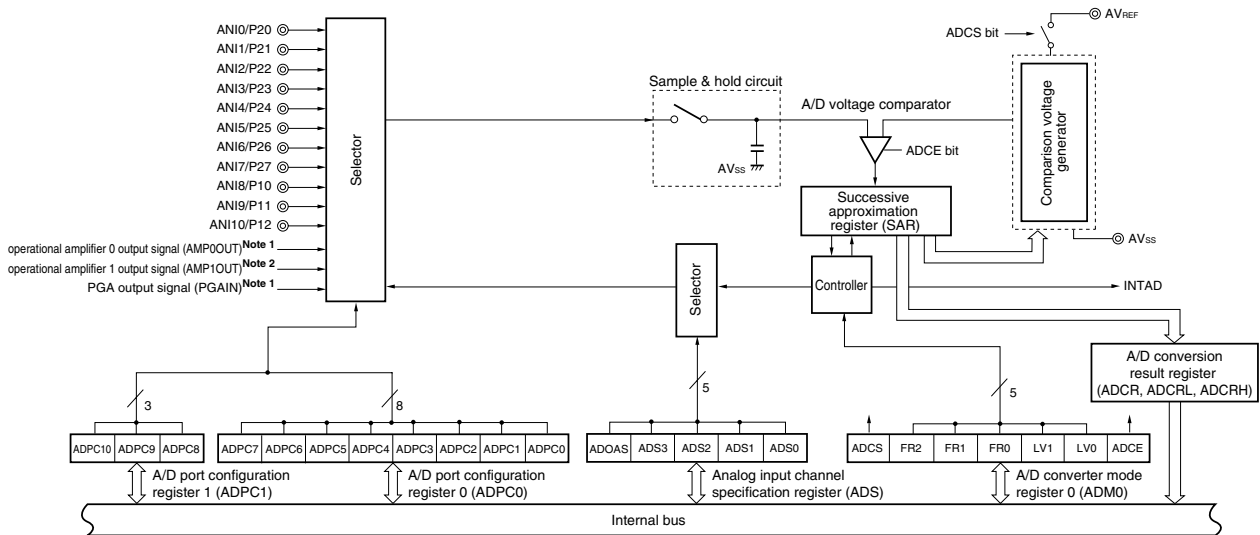 ANI0/P20
ANI1/P21
ANI2/P22
ANI3/P23
ANI4/P24
ANI5/P25
ANI6/P26
ANI7/P27
ANI8/P10
ANI9/P11
ANI10/P12
operational amplifier 0 output signal (AMP0OUT)Note 1
operational amplifier 1 output signal (AMP1OUT)Note 2
PGA output signal (PGAIN)Note 1
Selector
Sample & hold circuit
AVSS
A/D voltage comparator
ADCE bit
ADCS bit
AVREF
Comparison voltage
generator
AVSS
Successive
approximation
register (SAR)
Selector
Controller
INTAD
A/D conversion
result register
(ADCR, ADCRL, ADCRH)
3
8
5
5
ADPC10 ADPC9 ADPC8
ADPC7 ADPC6 ADPC5 ADPC4 ADPC3 ADPC2 ADPC1 ADPC0
ADOAS ADS3 ADS2 ADS1 ADS0
ADCS FR2 FR1 FR0 LV1 LV0 ADCE
A/D port configuration
register 1 (ADPC1)
A/D port configuration
register 0 (ADPC0)
Analog input channel
specification register (ADS)
A/D converter mode
register 0 (ADM0)
Internal bus